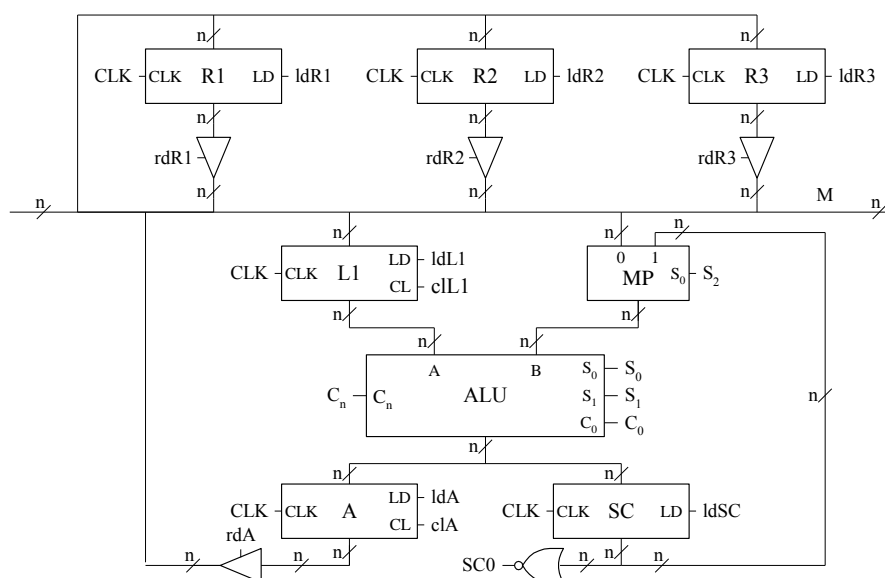 n n n
CLK CLK R1 LD ldR1 CLK CLK R2 LD ldR2 CLK CLK R3 LD ldR3
n n n
rdR1 rdR2 rdR3
n n n
n M n
n n n
CLK CLK L1 LD ldL1 CL clL1 0 1 MP S₀ S₂
n n
n n
A B
Cₙ Cₙ ALU S₀ S₀ S₁ S₁ C₀ C₀
n
n
n n
CLK CLK A LD ldA CL clA CLK CLK SC LD ldSC
rdA
n n n n
SC0